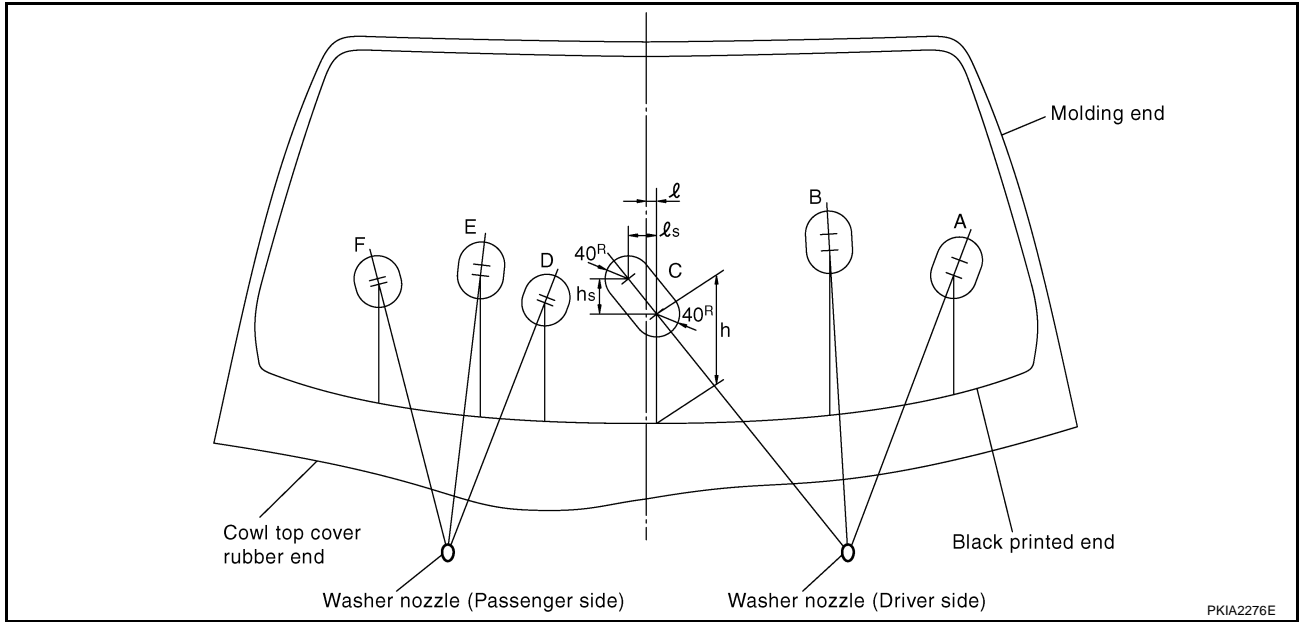 Molding end
ℓ
B
A
ℓs
E
F
D
40R
C
hs
40R
h
Cowl top cover
rubber end
Black printed end
Washer nozzle (Passenger side)
Washer nozzle (Driver side)
PKIA2276E